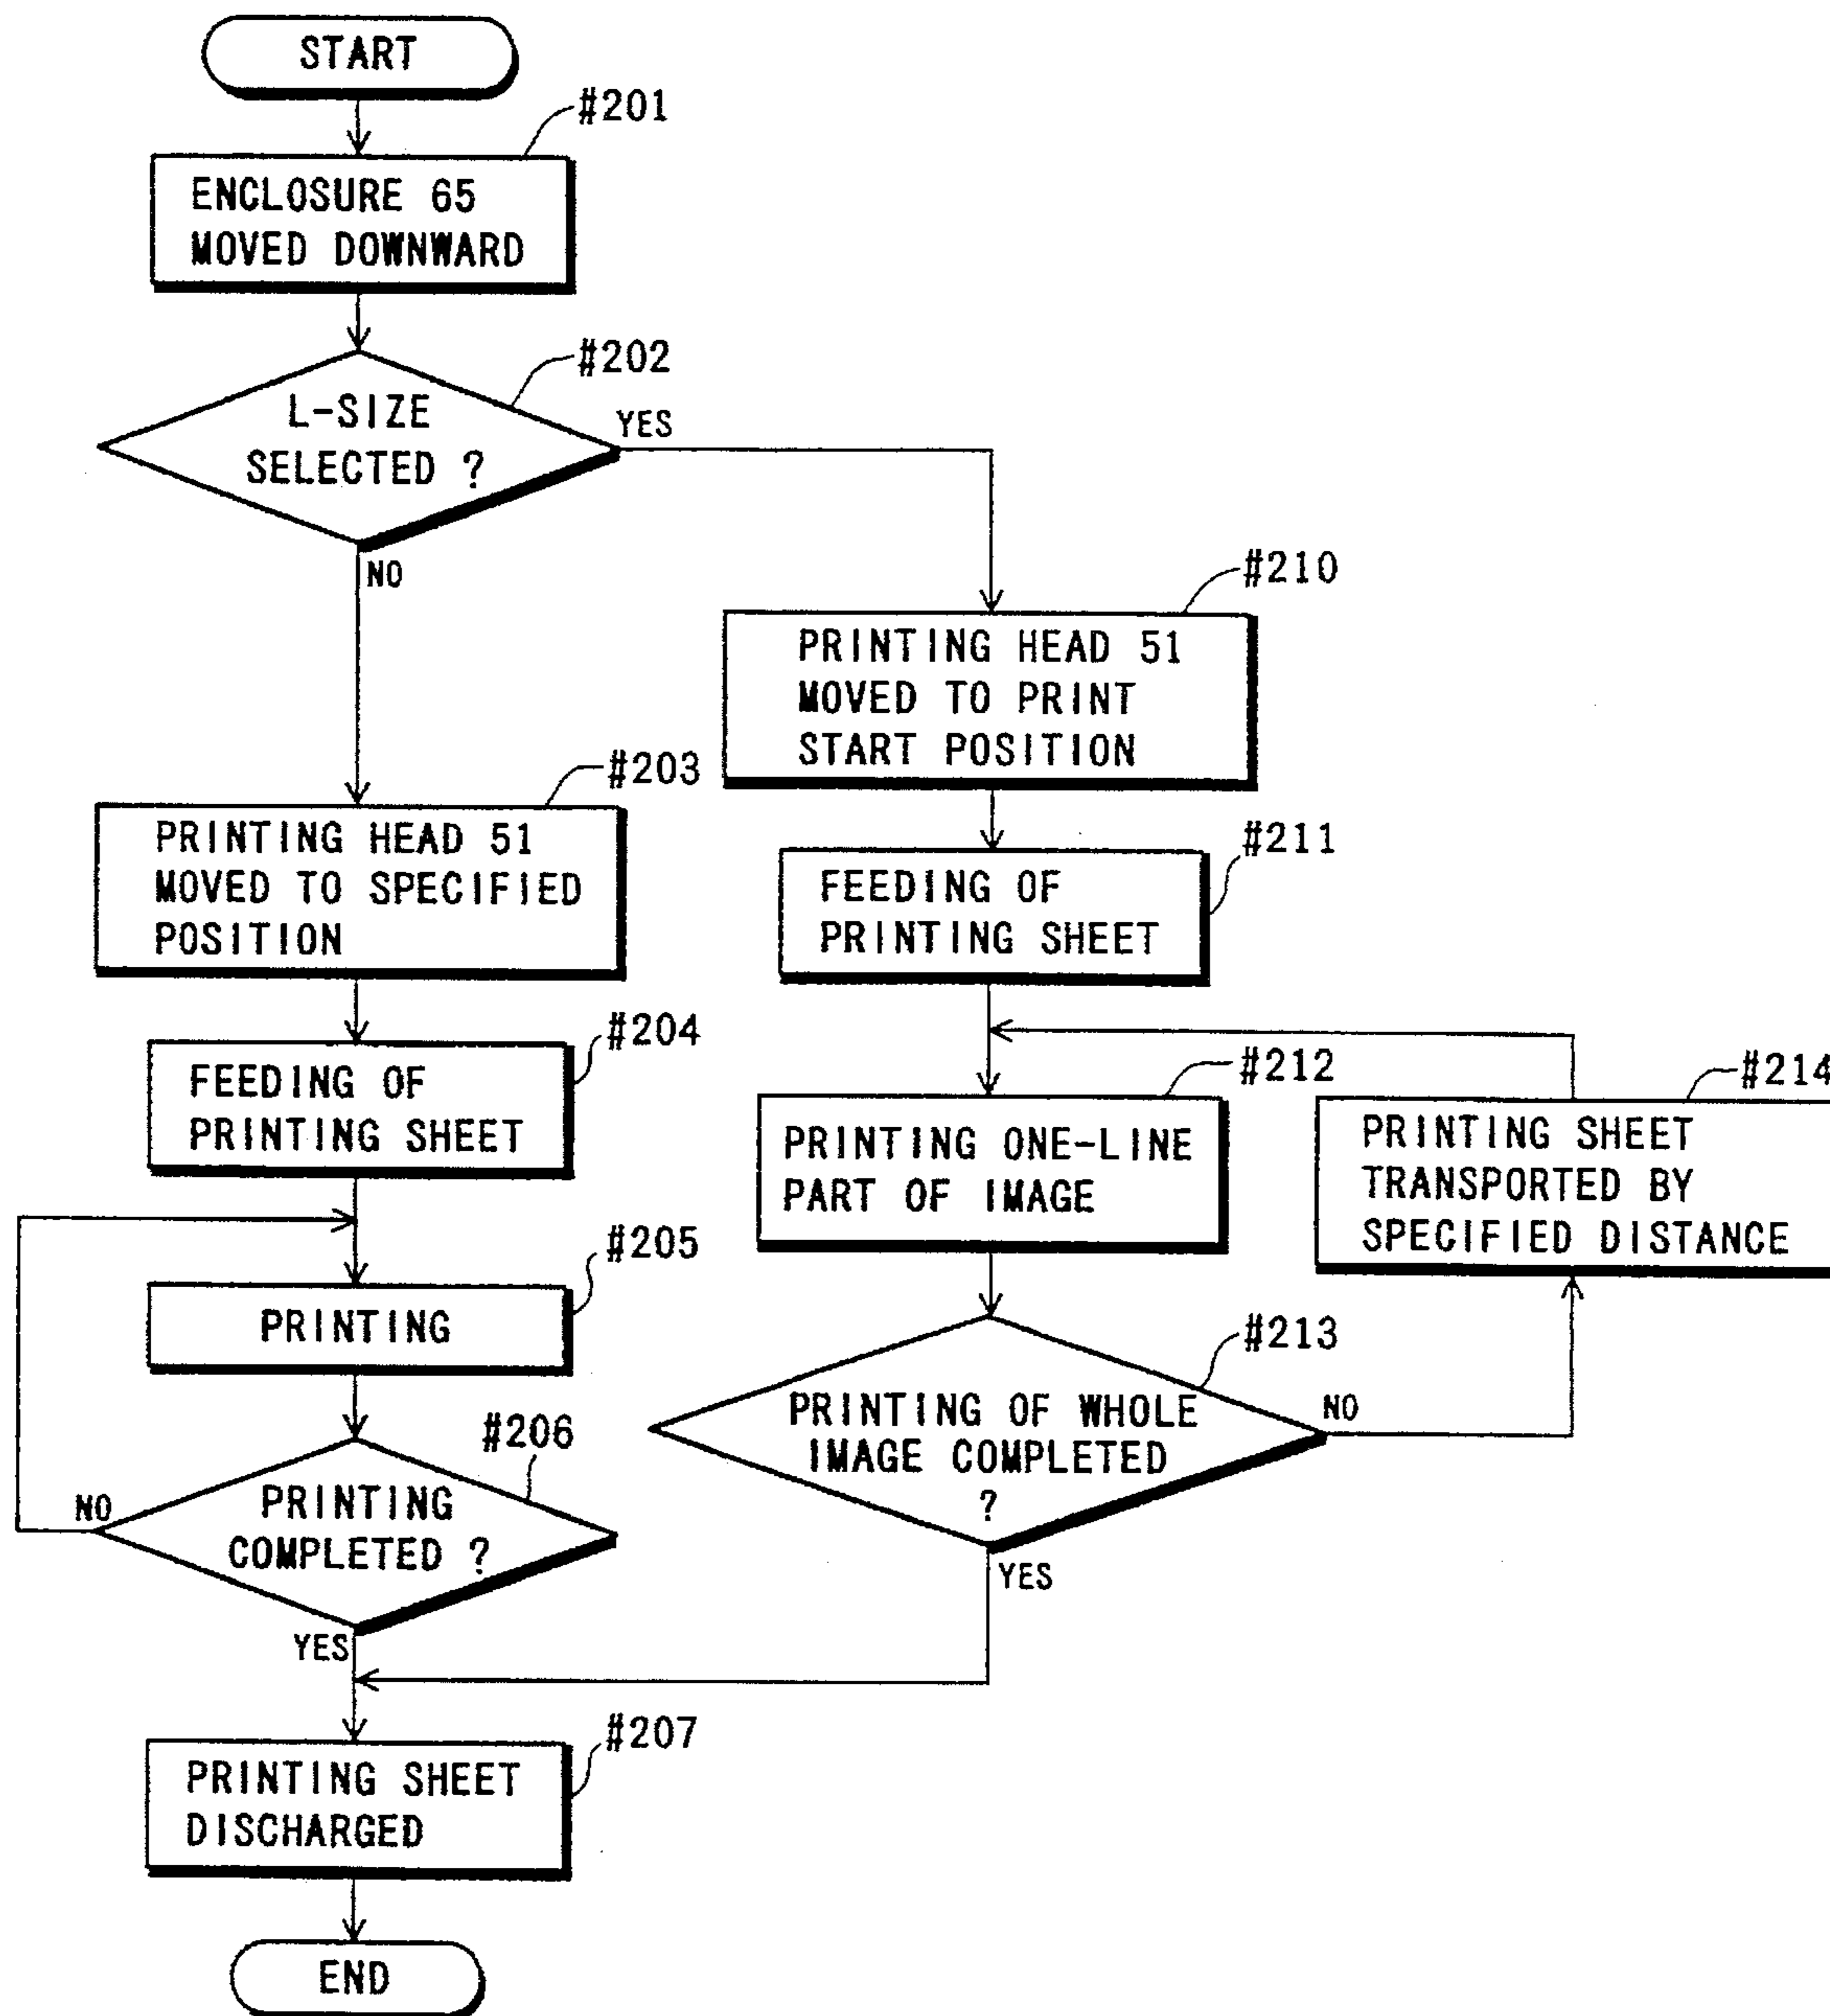 START
#201
ENCLOSURE 65
MOVED DOWNWARD
#202
L-SIZE
SELECTED ?
YES
NO
#203
PRINTING HEAD 51
MOVED TO SPECIFIED
POSITION
#204
FEEDING OF
PRINTING SHEET
#205
PRINTING
#206
PRINTING
COMPLETED ?
NO
YES
#210
PRINTING HEAD 51
MOVED TO PRINT
START POSITION
#211
FEEDING OF
PRINTING SHEET
#212
PRINTING ONE-LINE
PART OF IMAGE
#213
PRINTING OF WHOLE
IMAGE COMPLETED
?
NO
YES
#214
PRINTING SHEET
TRANSPORTED BY
SPECIFIED DISTANCE
#207
PRINTING SHEET
DISCHARGED
END